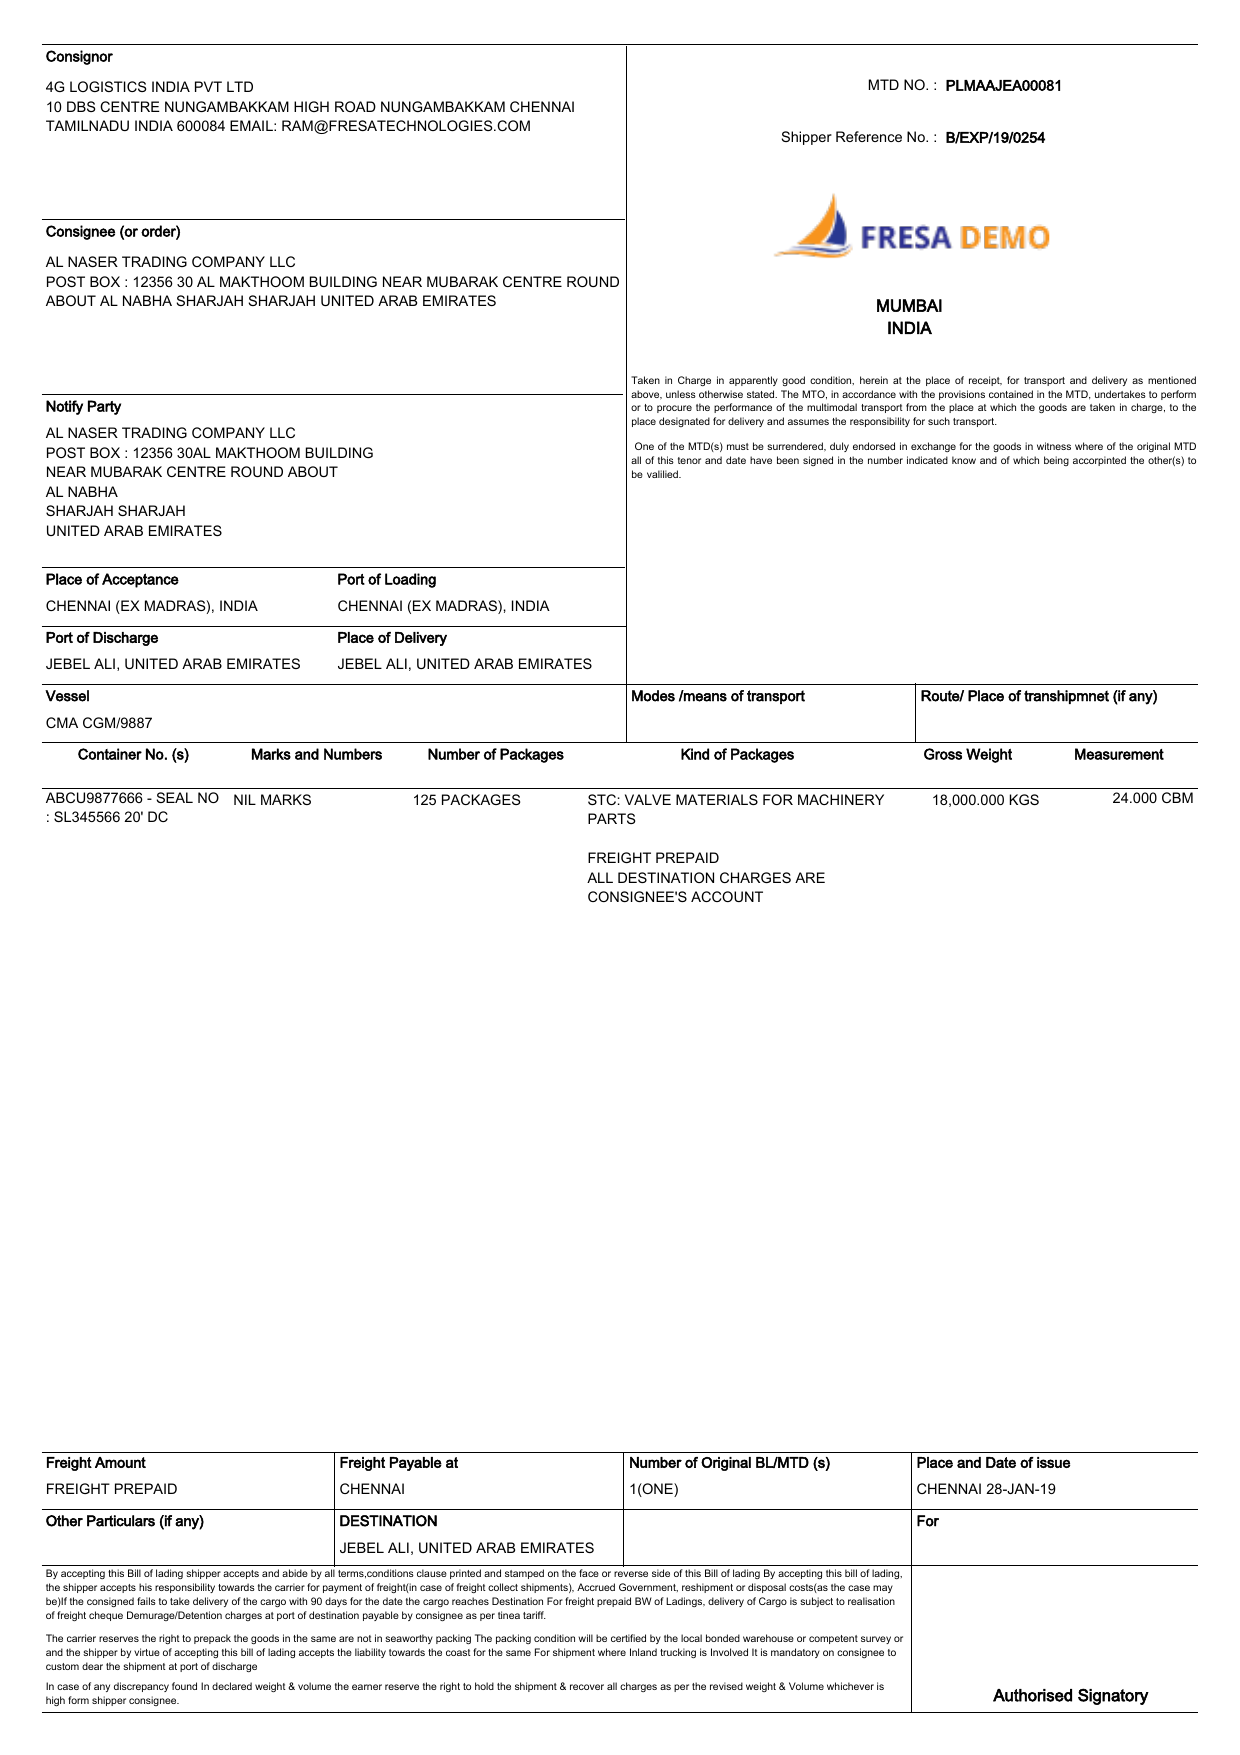 Consignor
4G LOGISTICS INDIA PVT LTD
10 DBS CENTRE NUNGAMBAKKAM HIGH ROAD NUNGAMBAKKAM CHENNAI
TAMILNADU INDIA 600084 EMAIL: RAM@FRESATECHNOLOGIES.COM
MTD NO. : PLMAAJEA00081
Shipper Reference No. : B/EXP/19/0254
FRESA DEMO
MUMBAI
INDIA
Consignee (or order)
AL NASER TRADING COMPANY LLC
POST BOX : 12356 30 AL MAKTHOOM BUILDING NEAR MUBARAK CENTRE ROUND
ABOUT AL NABHA SHARJAH SHARJAH UNITED ARAB EMIRATES
Taken in Charge in apparently good condition, herein at the place of receipt, for transport and delivery as mentioned
above, unless otherwise stated. The MTO, in accordance with the provisions contained in the MTD, undertakes to perform
or to procure the performance of the multimodal transport from the place at which the goods are taken in charge, to the
place designated for delivery and assumes the responsibility for such transport.
One of the MTD(s) must be surrendered, duly endorsed in exchange for the goods in witness where of the original MTD
all of this tenor and date have been signed in the number indicated know and of which being accorpinted the other(s) to
be valilied.
Notify Party
AL NASER TRADING COMPANY LLC
POST BOX : 12356 30AL MAKTHOOM BUILDING
NEAR MUBARAK CENTRE ROUND ABOUT
AL NABHA
SHARJAH SHARJAH
UNITED ARAB EMIRATES
Place of Acceptance Port of Loading
CHENNAI (EX MADRAS), INDIA CHENNAI (EX MADRAS), INDIA
Port of Discharge Place of Delivery
JEBEL ALI, UNITED ARAB EMIRATES JEBEL ALI, UNITED ARAB EMIRATES
Vessel Modes /means of transport Route/ Place of transhipmnet (if any)
CMA CGM/9887
Container No. (s) Marks and Numbers Number of Packages Kind of Packages Gross Weight Measurement
ABCU9877666 - SEAL NO NIL MARKS 125 PACKAGES STC: VALVE MATERIALS FOR MACHINERY 18,000.000 KGS 24.000 CBM
: SL345566 20' DC PARTS
FREIGHT PREPAID
ALL DESTINATION CHARGES ARE
CONSIGNEE'S ACCOUNT
Freight Amount Freight Payable at Number of Original BL/MTD (s) Place and Date of issue
FREIGHT PREPAID CHENNAI 1(ONE) CHENNAI 28-JAN-19
Other Particulars (if any) DESTINATION For
JEBEL ALI, UNITED ARAB EMIRATES
By accepting this Bill of lading shipper accepts and abide by all terms,conditions clause printed and stamped on the face or reverse side of this Bill of lading By accepting this bill of lading,
the shipper accepts his responsibility towards the carrier for payment of freight(in case of freight collect shipments), Accrued Government, reshipment or disposal costs(as the case may
be)If the consigned fails to take delivery of the cargo with 90 days for the date the cargo reaches Destination For freight prepaid BW of Ladings, delivery of Cargo is subject to realisation
of freight cheque Demurage/Detention charges at port of destination payable by consignee as per tinea tariff.
The carrier reserves the right to prepack the goods in the same are not in seaworthy packing The packing condition will be certified by the local bonded warehouse or competent survey or
and the shipper by virtue of accepting this bill of lading accepts the liability towards the coast for the same For shipment where Inland trucking is Involved It is mandatory on consignee to
custom dear the shipment at port of discharge
In case of any discrepancy found In declared weight & volume the earner reserve the right to hold the shipment & recover all charges as per the revised weight & Volume whichever is
high form shipper consignee.
Authorised Signatory